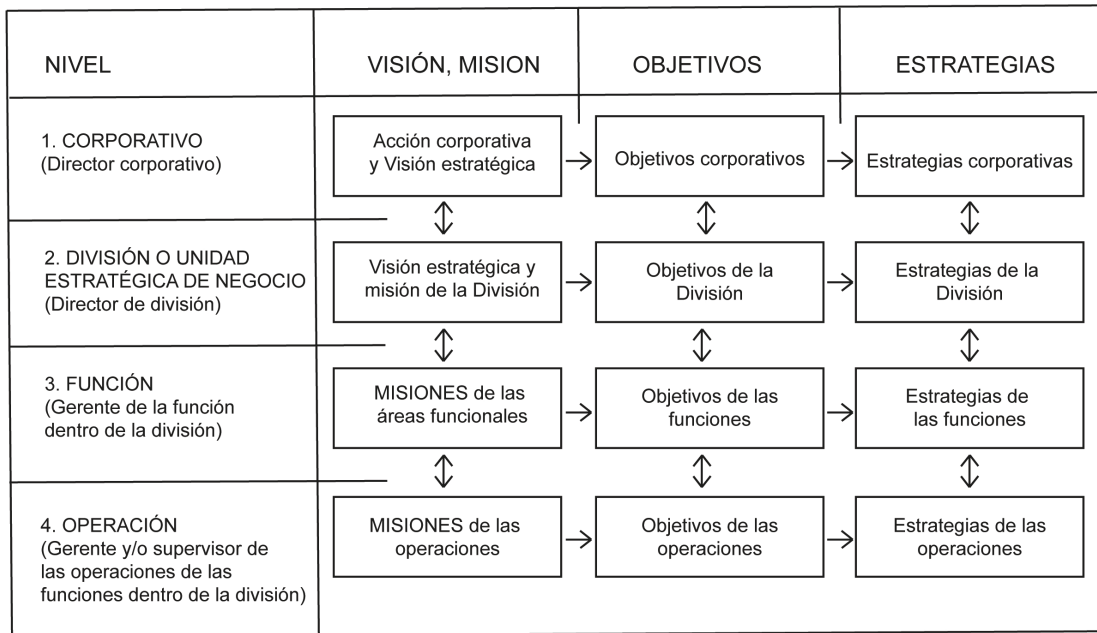 NIVEL
VISIÓN, MISION
OBJETIVOS
ESTRATEGIAS
1. CORPORATIVO
(Director corporativo)
Acción corporativa
y Visión estratégica
Objetivos corporativos
Estrategias corporativas
2. DIVISIÓN O UNIDAD
ESTRATÉGICA DE NEGOCIO
(Director de división)
Visión estratégica y
misión de la División
Objetivos de la
División
Estrategias de la
División
3. FUNCIÓN
(Gerente de la función
dentro de la división)
MISIONES de las
áreas funcionales
Objetivos de las
funciones
Estrategias de
las funciones
4. OPERACIÓN
(Gerente y/o supervisor de
las operaciones de las
funciones dentro de la división)
MISIONES de las
operaciones
Objetivos de las
operaciones
Estrategias de las
operaciones